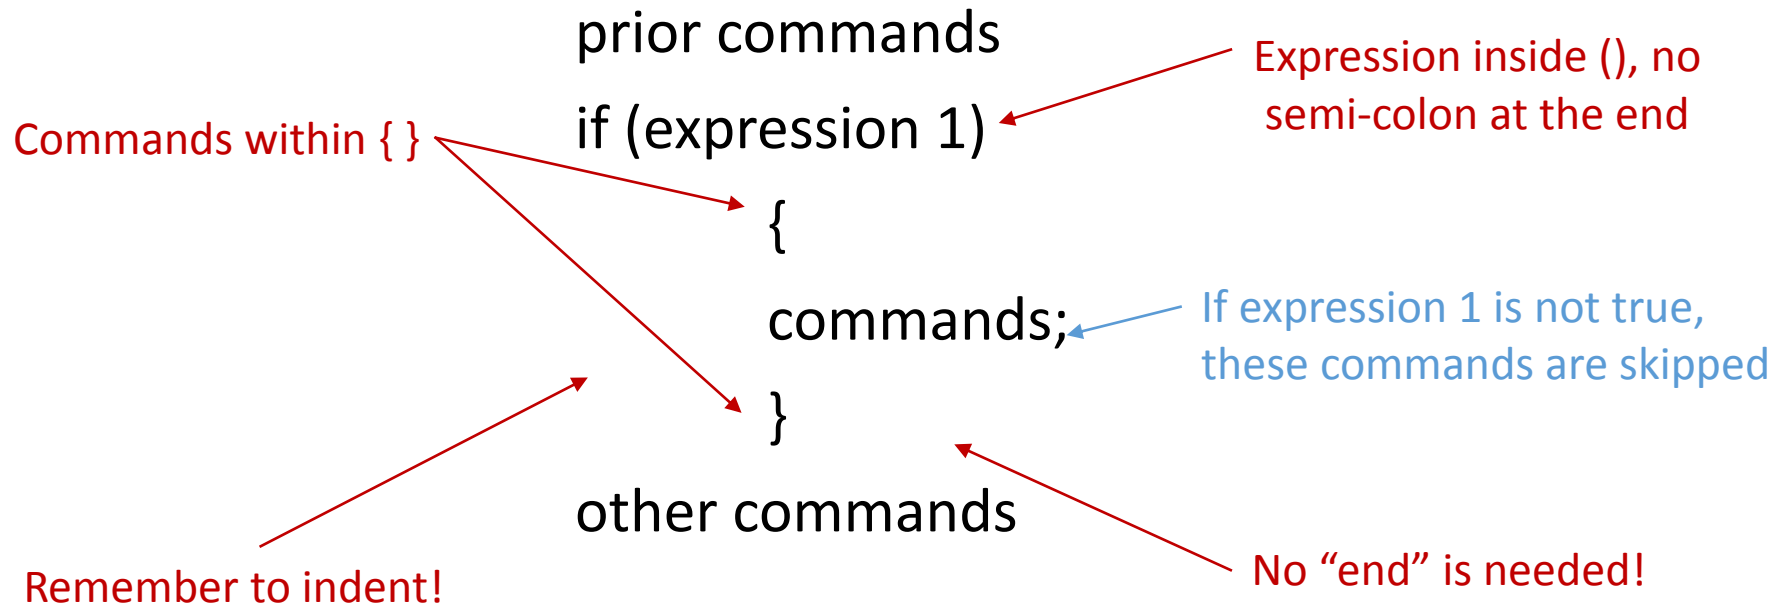 prior commands
Expression inside (), no
semi-colon at the end
if (expression 1)
Commands within { }
{
commands;
If expression 1 is not true,
these commands are skipped
}
other commands
No “end” is needed!
Remember to indent!